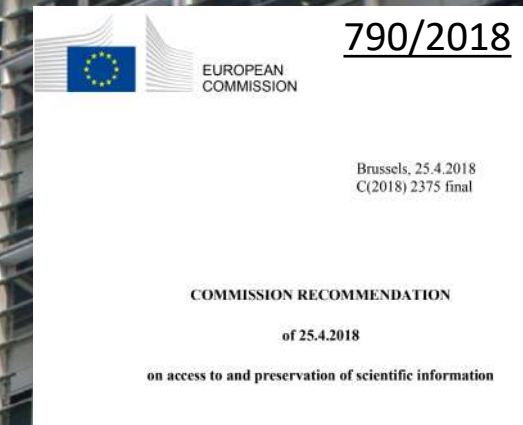 790/2018
EUROPEAN
COMMISSION
Brussels, 25.4.2018
C(2018) 2375 final
COMMISSION RECOMMENDATION
of 25.4.2018
on access to and preservation of scientific information